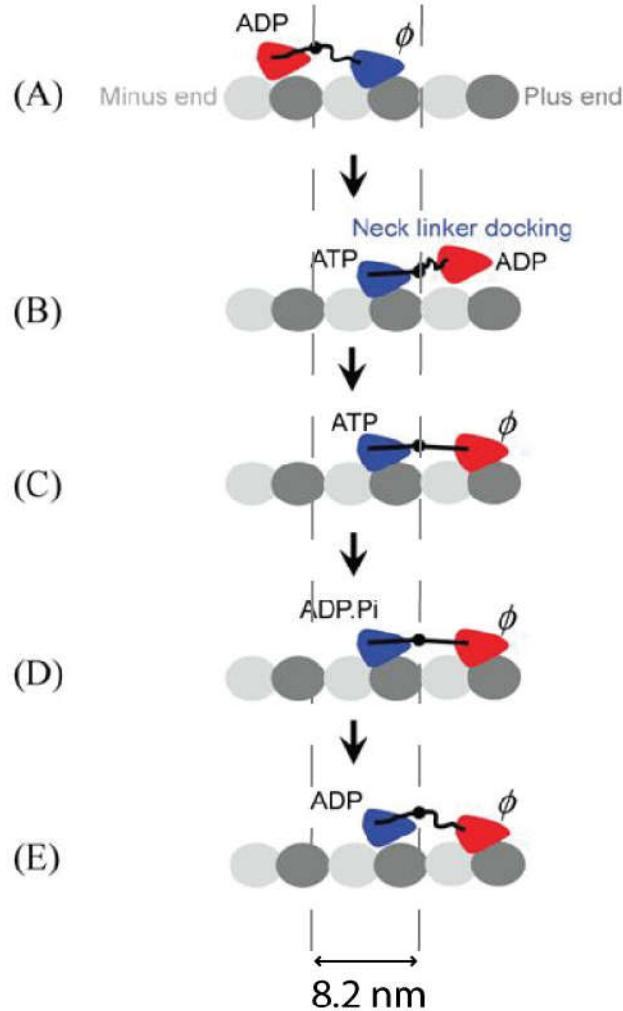 ADP ϕ
(A) Minus end Plus end
Neck linker docking
ATP ADP
(B)
ATP ϕ
(C)
ADP.Pi ϕ
(D)
ADP ϕ
(E)
8.2 nm